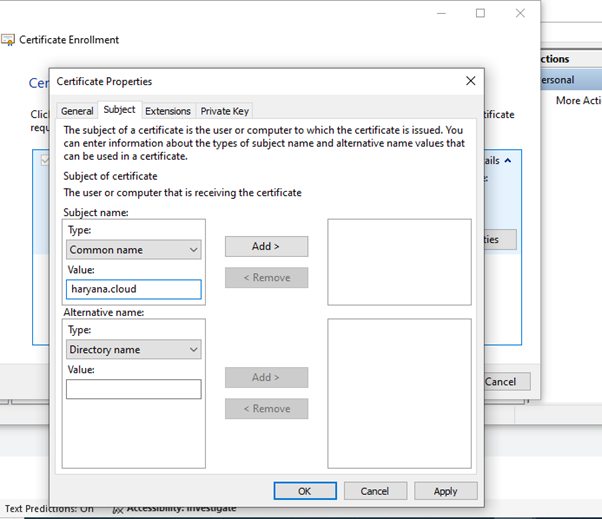 Certificate Enrollment
ctions
Cer
Certificate Properties
ersonal
More Acti
General Subject Extensions Private Key
Clic
rtificate
requ
The subject of a certificate is the user or computer to which the certificate is issued. You
can enter information about the types of subject name and alternative name values that
can be used in a certificate.
ails
Subject of certificate
e:
The user or computer that is receiving the certificate
Subject name:
Type:
Common name
Add >
ties
Value:
< Remove
haryana.cloud
Alternative name:
Type:
Directory name
Value:
Add >
Cancel
< Remove
OK Cancel Apply
Text Predictions: On Accessibility: Investigate